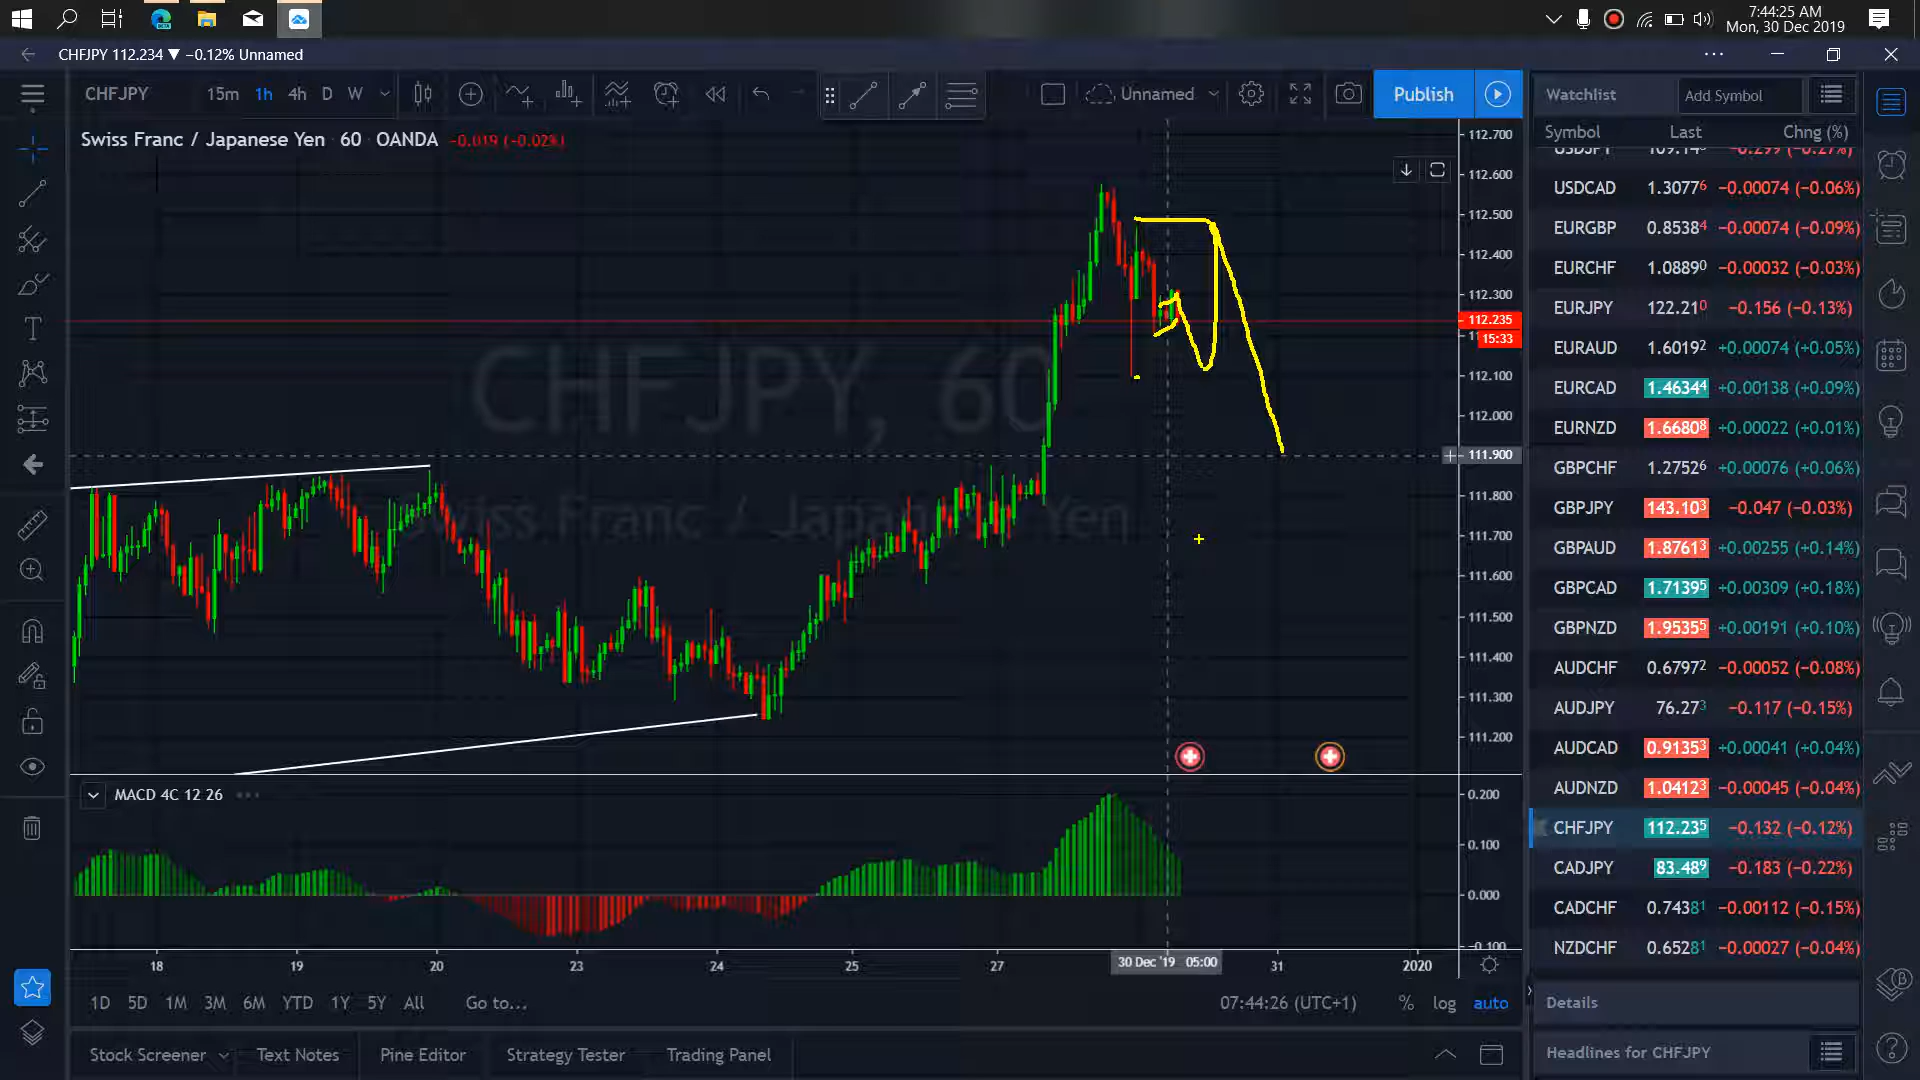 7:44:25 AM
Mon, 30 Dec 2019
CHFJPY 112.234 ▼ −0.12% Unnamed
CHFJPY 15m 1h 4h D W Unnamed Publish
Watchlist Add Symbol
Symbol Last Chng (%)
Swiss Franc / Japanese Yen 60 OANDA -0.019 (-0.02%)
CHFJPY, 60
Swiss Franc / Japanese Yen
112.700
112.600
112.500
112.400
112.300
112.235
15:33
112.100
112.000
111.900
111.800
111.700
111.600
111.500
111.400
111.300
111.200
MACD 4C 12 26
0.200
0.100
0.000
-0.100
18 19 20 23 24 25 27 30 Dec '19 05:00 31 2020
1D 5D 1M 3M 6M YTD 1Y 5Y All Go to... 07:44:26 (UTC+1) % log auto
Stock Screener Text Notes Pine Editor Strategy Tester Trading Panel
USDJPY 109.14⁶ −0.299 (−0.27%)
USDCAD 1.3077⁶ −0.00074 (−0.06%)
EURGBP 0.8538⁴ −0.00074 (−0.09%)
EURCHF 1.0889⁰ −0.00032 (−0.03%)
EURJPY 122.21⁰ −0.156 (−0.13%)
EURAUD 1.6019² +0.00074 (+0.05%)
EURCAD 1.4634⁴ +0.00138 (+0.09%)
EURNZD 1.6680⁸ +0.00022 (+0.01%)
GBPCHF 1.2752⁶ +0.00076 (+0.06%)
GBPJPY 143.10³ −0.047 (−0.03%)
GBPAUD 1.8761³ +0.00255 (+0.14%)
GBPCAD 1.7139⁵ +0.00309 (+0.18%)
GBPNZD 1.9535⁵ +0.00191 (+0.10%)
AUDCHF 0.6797² −0.00052 (−0.08%)
AUDJPY 76.27³ −0.117 (−0.15%)
AUDCAD 0.9135³ +0.00041 (+0.04%)
AUDNZD 1.0412³ −0.00045 (−0.04%)
CHFJPY 112.23⁵ −0.132 (−0.12%)
CADJPY 83.48⁹ −0.183 (−0.22%)
CADCHF 0.7438¹ −0.00112 (−0.15%)
NZDCHF 0.6528¹ −0.00027 (−0.04%)
Details
Headlines for CHFJPY